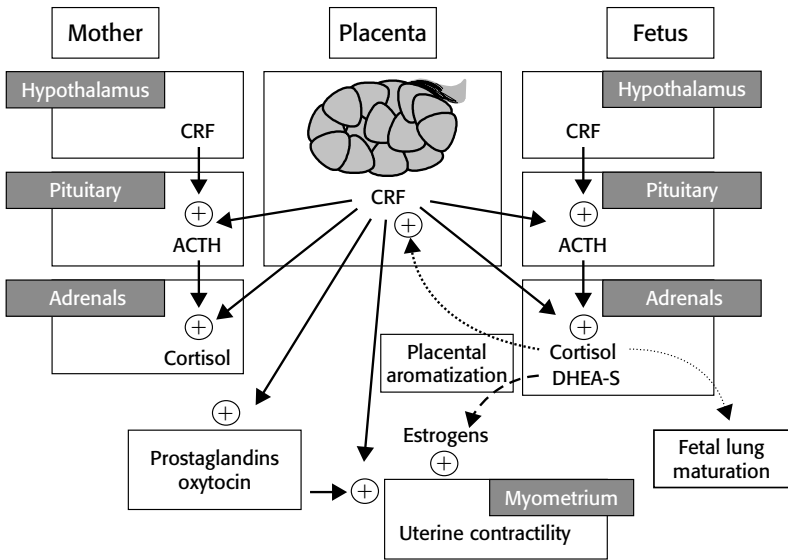 Mother
Placenta
Fetus
Hypothalamus
Hypothalamus
CRF
CRF
Pituitary
Pituitary
CRF
+
+
+
ACTH
ACTH
Adrenals
Adrenals
+
+
Cortisol
Placental
aromatization
Cortisol
DHEA-S
+
Estrogens
Prostaglandins
oxytocin
+
+
Fetal lung
maturation
Myometrium
Uterine contractility